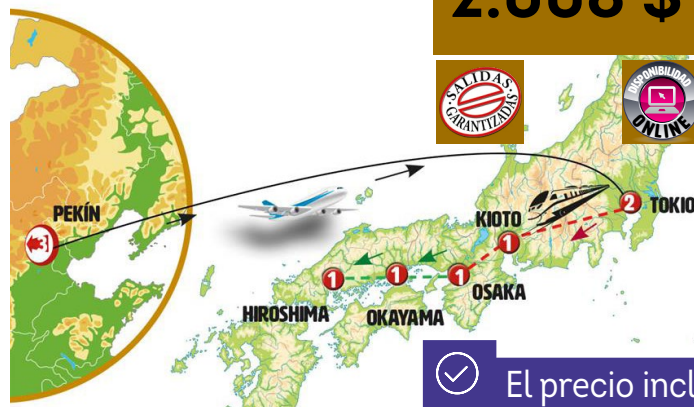 SALIDAS
GARANTIZADAS
DISPONIBILIDAD
ONLINE
PEKÍN
3
TOKIO
2
KIOTO
1
OSAKA
1
OKAYAMA
1
HIROSHIMA
1
El precio incl